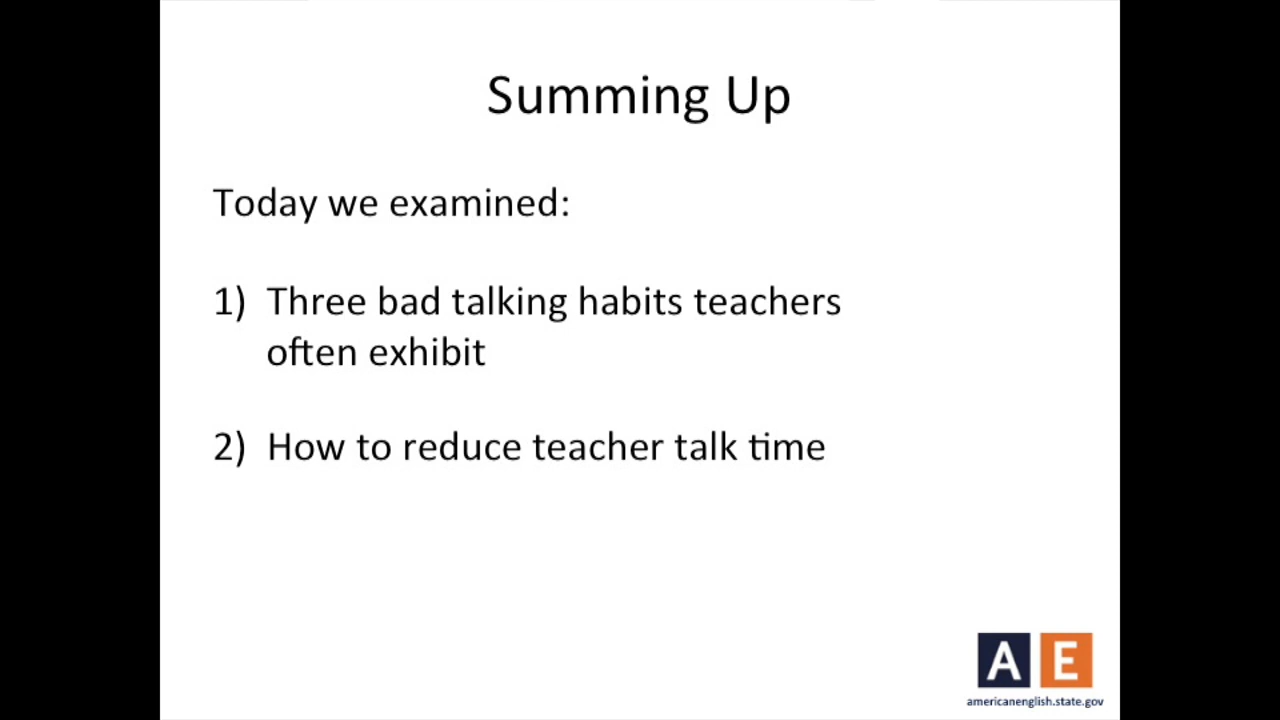 Summing Up
Today we examined:
1) Three bad talking habits teachers
often exhibit
2) How to reduce teacher talk time
A E
americanenglish.state.gov